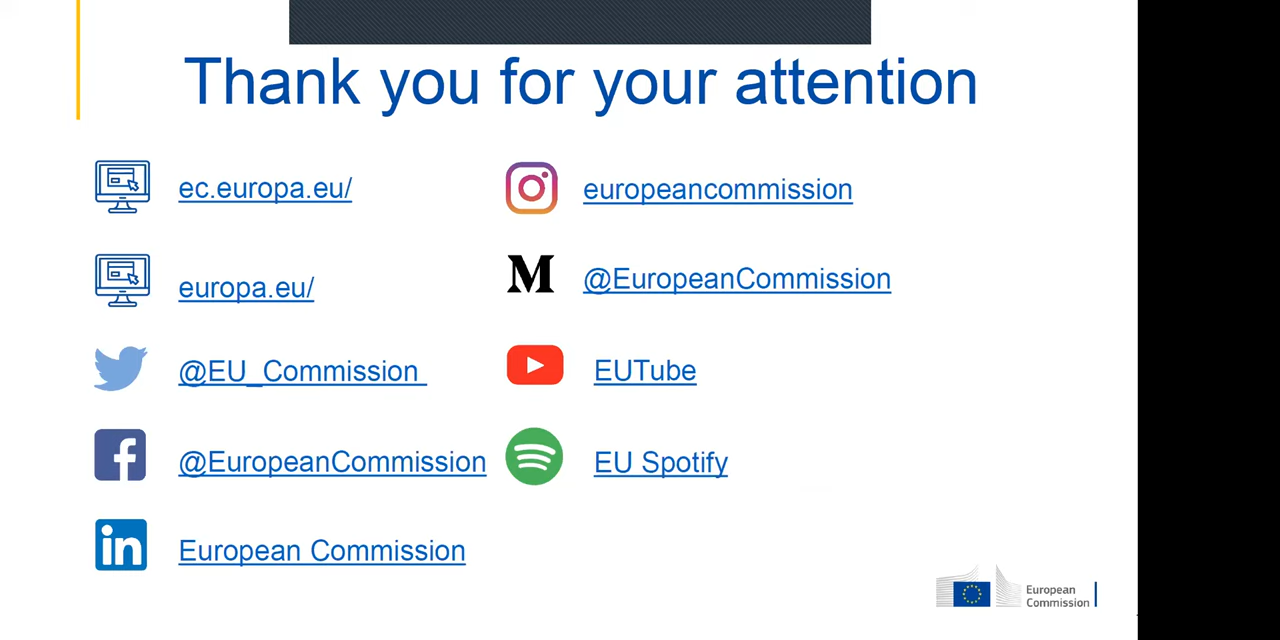 Thank you for your attention
ec.europa.eu/
europa.eu/
@EU_Commission
@EuropeanCommission
European Commission
europeancommission
M
@EuropeanCommission
EUTube
EU Spotify
European
Commission